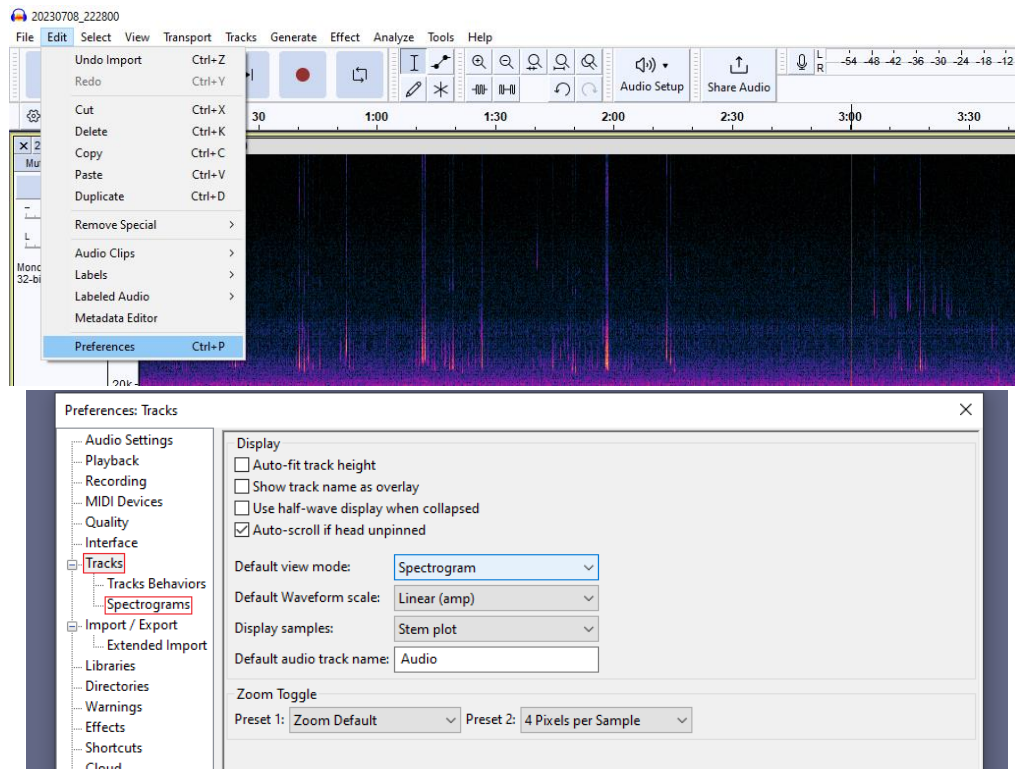 20230708_222800
File Edit Select View Transport Tracks Generate Effect Analyze Tools Help
Undo Import Ctrl+Z
Redo Ctrl+Y
Cut Ctrl+X
Delete Ctrl+K
Copy Ctrl+C
Paste Ctrl+V
Duplicate Ctrl+D
Remove Special
Audio Clips
Labels
Labeled Audio
Metadata Editor
Preferences Ctrl+P
Audio Setup
Share Audio
L
R
-54 -48 -42 -36 -30 -24 -18 -12
30 1:00 1:30 2:00 2:30 3:00 3:30
2
Mu
L
Mono
32-bi
20k
Preferences: Tracks
Audio Settings
Playback
Recording
MIDI Devices
Quality
Interface
Tracks
Tracks Behaviors
Spectrograms
Import / Export
Extended Import
Libraries
Directories
Warnings
Effects
Shortcuts
Cloud
Display
Auto-fit track height
Show track name as overlay
Use half-wave display when collapsed
Auto-scroll if head unpinned
Default view mode: Spectrogram
Default Waveform scale: Linear (amp)
Display samples: Stem plot
Default audio track name: Audio
Zoom Toggle
Preset 1: Zoom Default Preset 2: 4 Pixels per Sample